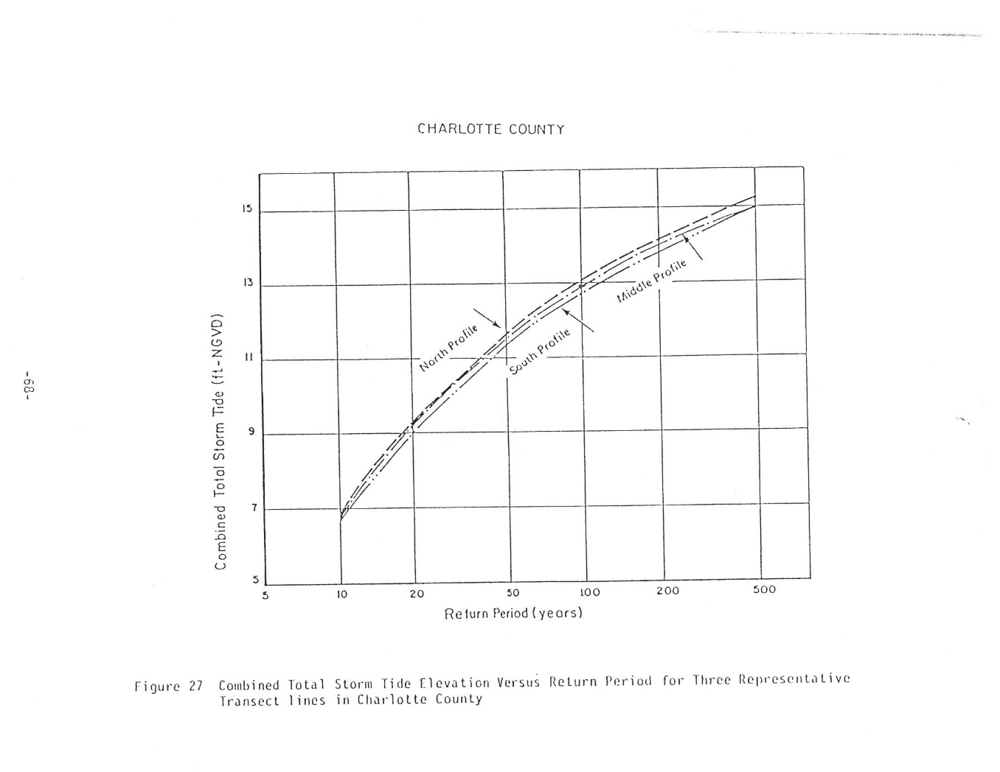 CHARLOTTE COUNTY
15
13
11
9
7
5
Combined Total Storm Tide (ft-NGVD)
North Profile
South Profile
Middle Profile
5
10
20
50
100
200
500
Return Period (years)
Figure 27 Combined Total Storm Tide Elevation Versus Return Period for Three Representative
Transect lines in Charlotte County
-89-